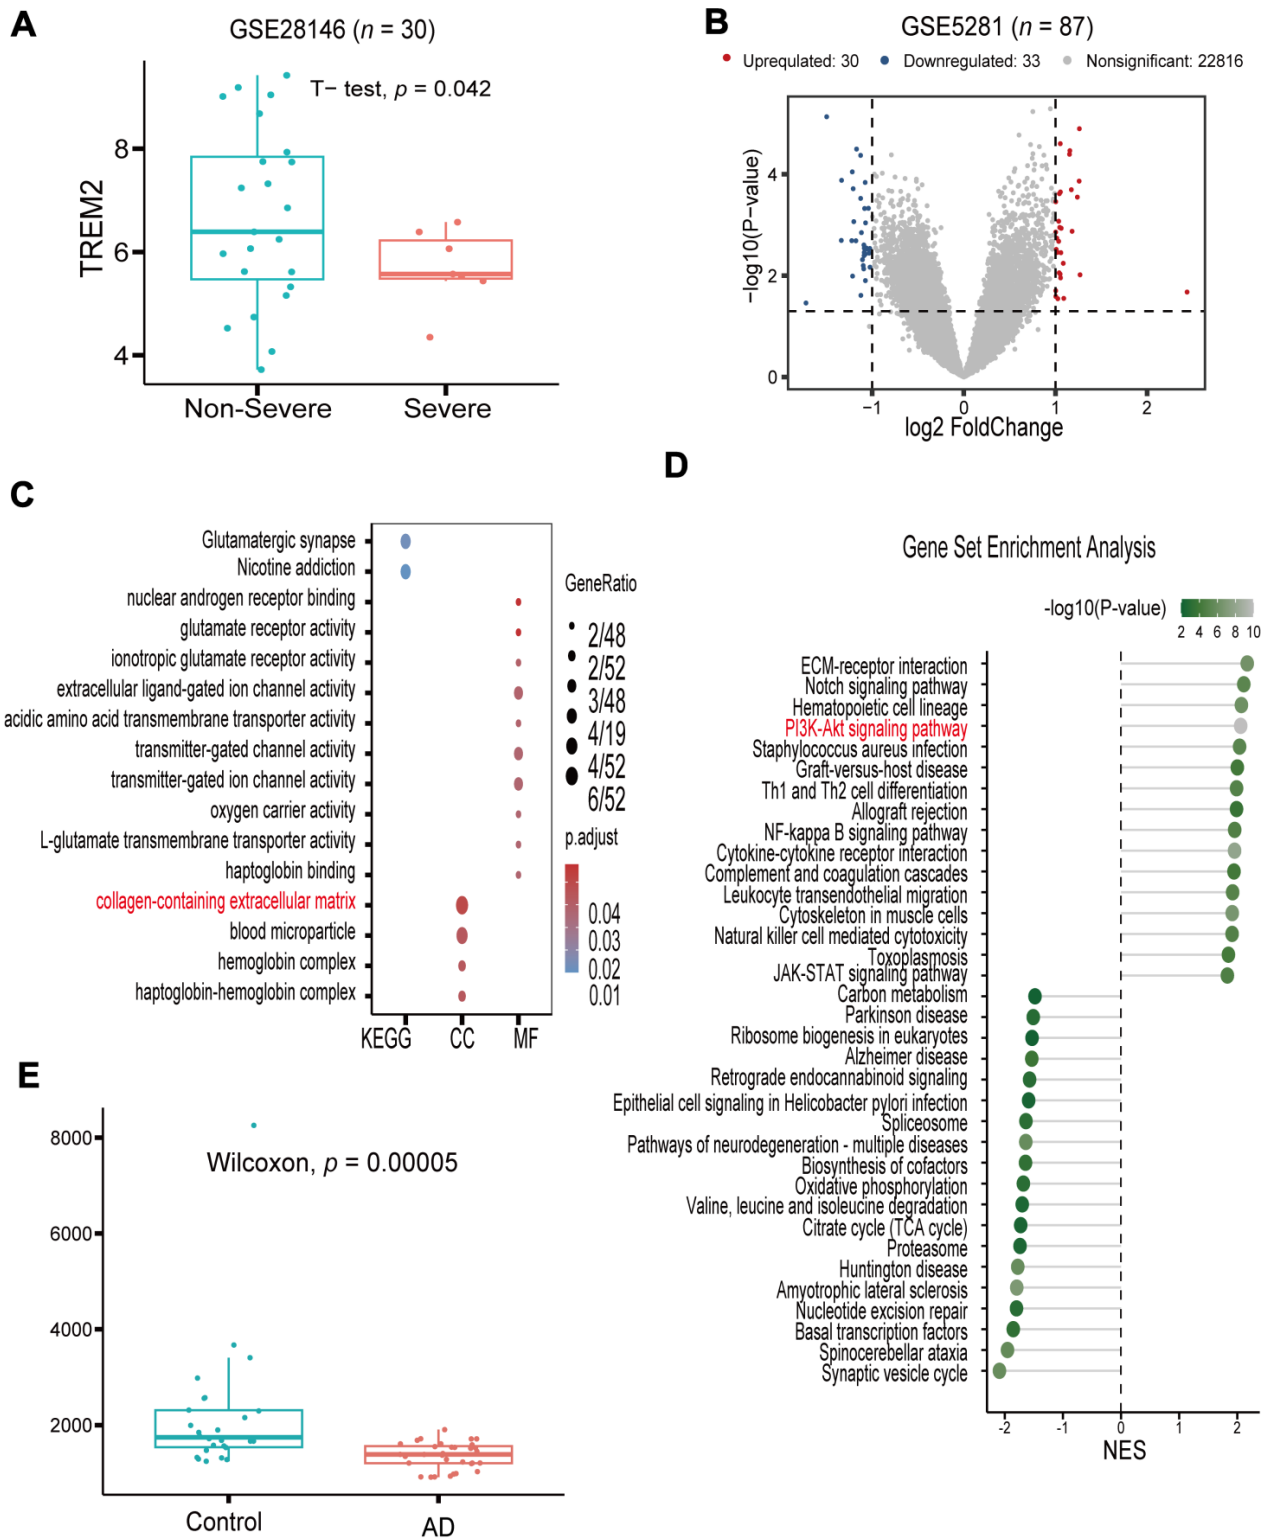 A
GSE28146 (n = 30)
T− test, p = 0.042
TREM2
8
6
4
Non-Severe
Severe
B
GSE5281 (n = 87)
Uprequlated: 30
Downregulated: 33
Nonsignificant: 22816
−log10(P−value)
4
2
0
−1
0
1
2
log2 FoldChange
C
Glutamatergic synapse
Nicotine addiction
nuclear androgen receptor binding
glutamate receptor activity
ionotropic glutamate receptor activity
extracellular ligand-gated ion channel activity
acidic amino acid transmembrane transporter activity
transmitter-gated channel activity
transmitter-gated ion channel activity
oxygen carrier activity
L-glutamate transmembrane transporter activity
haptoglobin binding
collagen-containing extracellular matrix
blood microparticle
hemoglobin complex
haptoglobin-hemoglobin complex
KEGG
CC
MF
GeneRatio
2/48
2/52
3/48
4/19
4/52
6/52
p.adjust
0.04
0.03
0.02
0.01
D
Gene Set Enrichment Analysis
-log10(P-value)
2 4 6 8 10
ECM-receptor interaction
Notch signaling pathway
Hematopoietic cell lineage
PI3K-Akt signaling pathway
Staphylococcus aureus infection
Graft-versus-host disease
Th1 and Th2 cell differentiation
Allograft rejection
NF-kappa B signaling pathway
Cytokine-cytokine receptor interaction
Complement and coagulation cascades
Leukocyte transendothelial migration
Cytoskeleton in muscle cells
Natural killer cell mediated cytotoxicity
Toxoplasmosis
JAK-STAT signaling pathway
Carbon metabolism
Parkinson disease
Ribosome biogenesis in eukaryotes
Alzheimer disease
Retrograde endocannabinoid signaling
Epithelial cell signaling in Helicobacter pylori infection
Spliceosome
Pathways of neurodegeneration - multiple diseases
Biosynthesis of cofactors
Oxidative phosphorylation
Valine, leucine and isoleucine degradation
Citrate cycle (TCA cycle)
Proteasome
Huntington disease
Amyotrophic lateral sclerosis
Nucleotide excision repair
Basal transcription factors
Spinocerebellar ataxia
Synaptic vesicle cycle
-2
-1
0
1
2
NES
E
Wilcoxon, p = 0.00005
8000
6000
4000
2000
Control
AD